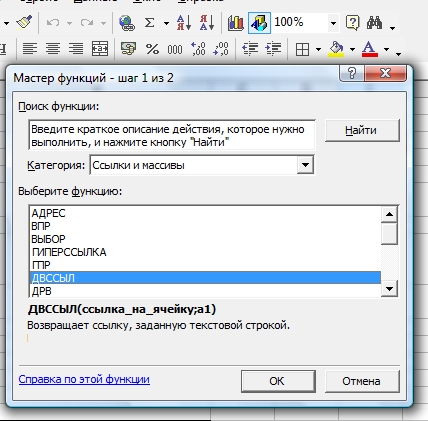 100%
Ж К Ч
000
Мастер функций - шаг 1 из 2
Поиск функции:
Введите краткое описание действия, которое нужно
выполнить, и нажмите кнопку "Найти"
Найти
Категория: Ссылки и массивы
Выберите функцию:
АДРЕС
ВПР
ВЫБОР
ГИПЕРССЫЛКА
ГПР
ДВССЫЛ
ДРВ
ДВССЫЛ(ссылка_на_ячейку;a1)
Возвращает ссылку, заданную текстовой строкой.
Справка по этой функции
ОК
Отмена